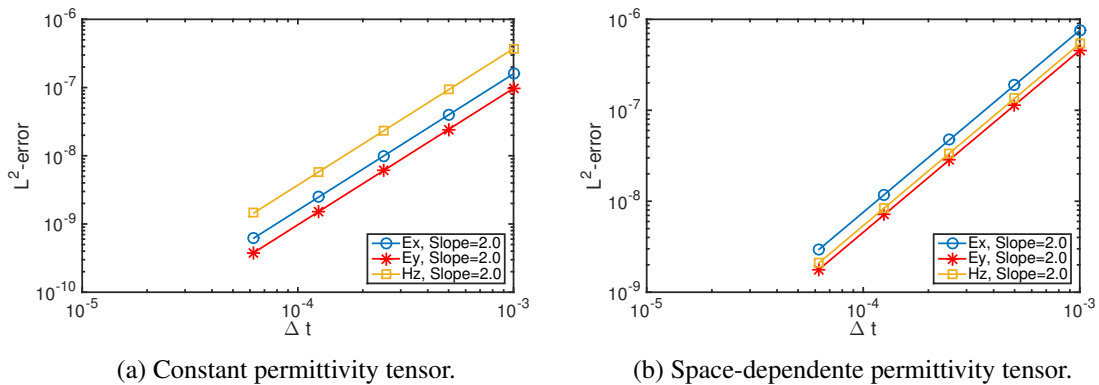 10^-6
10^-7
10^-8
10^-9
10^-10
L^2-error
10^-5
10^-4
10^-3
Δ t
Ex, Slope=2.0
Ey, Slope=2.0
Hz, Slope=2.0
(a) Constant permittivity tensor.
10^-6
10^-7
10^-8
10^-9
L^2-error
10^-5
10^-4
10^-3
Δ t
Ex, Slope=2.0
Ey, Slope=2.0
Hz, Slope=2.0
(b) Space-dependente permittivity tensor.